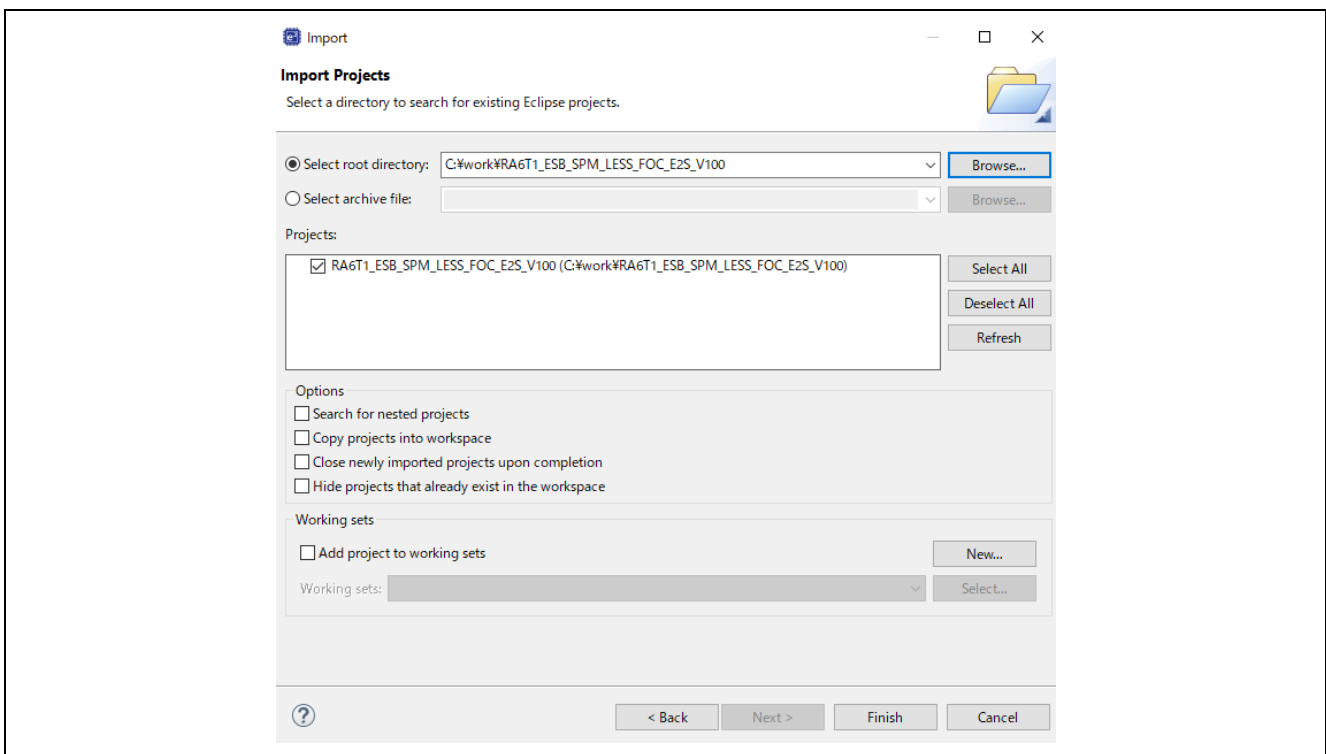 Import
Import Projects
Select a directory to search for existing Eclipse projects.
Select root directory: C:¥work¥RA6T1_ESB_SPM_LESS_FOC_E2S_V100 Browse...
Select archive file: Browse...
Projects:
RA6T1_ESB_SPM_LESS_FOC_E2S_V100 (C:¥work¥RA6T1_ESB_SPM_LESS_FOC_E2S_V100)
Select All
Deselect All
Refresh
Options
Search for nested projects
Copy projects into workspace
Close newly imported projects upon completion
Hide projects that already exist in the workspace
Working sets
Add project to working sets New...
Working sets: Select...
? < Back Next > Finish Cancel